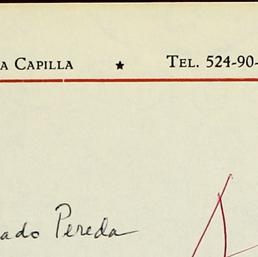 A CAPILLA ★ TEL. 524-90-
ado Pereda